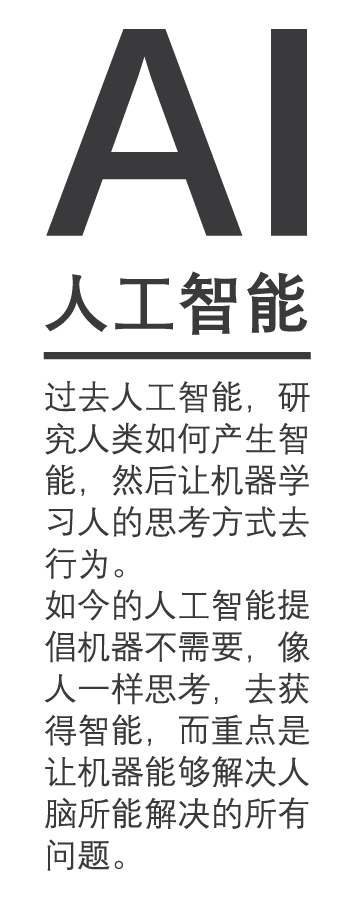 AI
人工智能
过去人工智能，研
究人类如何产生智
能，然后让机器学
习人的思考方式去
行为。
如今的人工智能提
倡机器不需要，像
人一样思考，去获
得智能，而重点是
让机器能够解决人
脑所能解决的所有
问题。